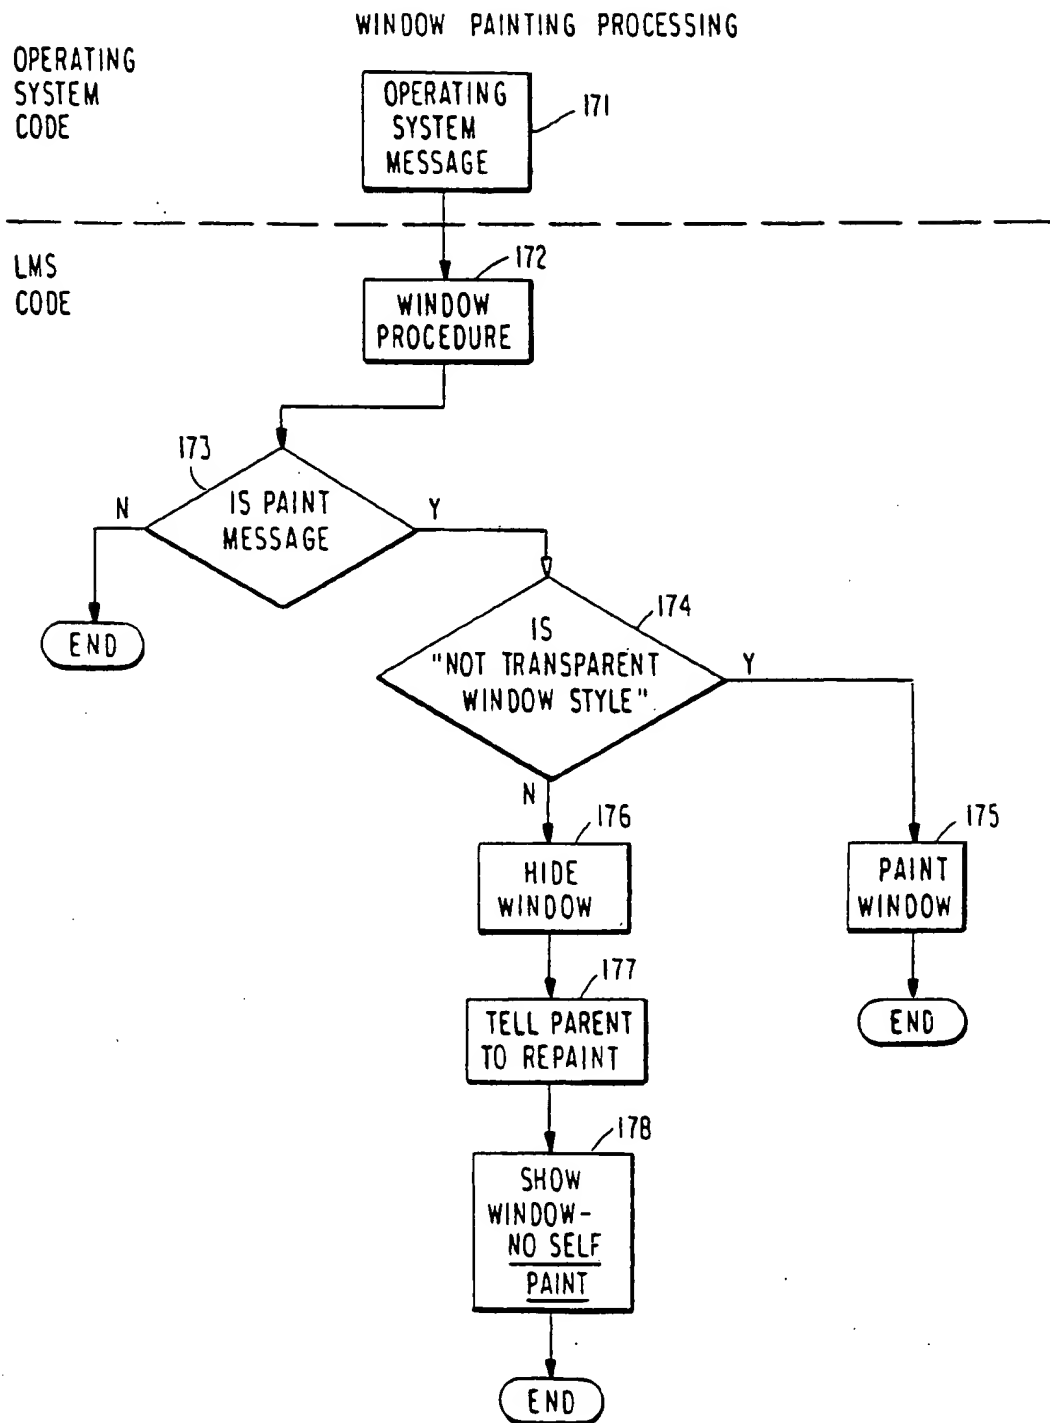 WINDOW PAINTING PROCESSING
OPERATING
SYSTEM
CODE
OPERATING
SYSTEM
MESSAGE
171
LMS
CODE
172
WINDOW
PROCEDURE
173
N
IS PAINT
MESSAGE
Y
END
174
IS
"NOT TRANSPARENT
WINDOW STYLE"
Y
N
176
HIDE
WINDOW
175
PAINT
WINDOW
177
TELL PARENT
TO REPAINT
END
178
SHOW
WINDOW-
NO SELF
PAINT
END